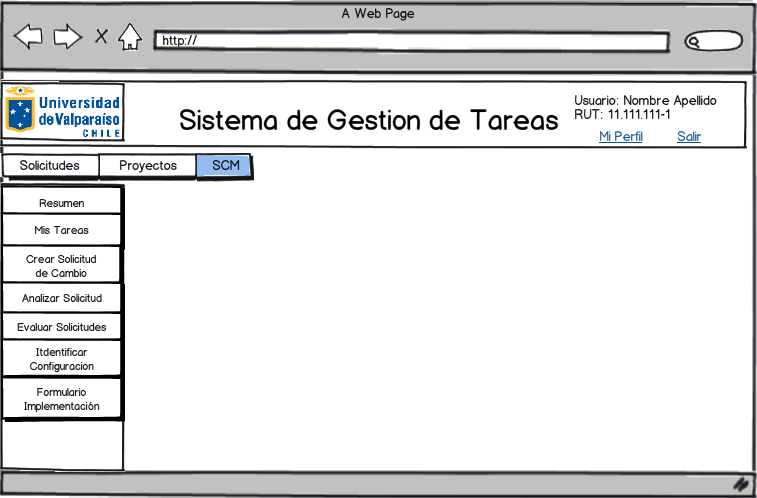 A Web Page
http://
Universidad
de Valparaíso
CHILE
Sistema de Gestion de Tareas
Usuario: Nombre Apellido
RUT: 11.111.111-1
Mi Perfil
Salir
Solicitudes
Proyectos
SCM
Resumen
Mis Tareas
Crear Solicitud
de Cambio
Analizar Solicitud
Evaluar Solicitudes
Itdentificar
Configuracion
Formulario
Implementación